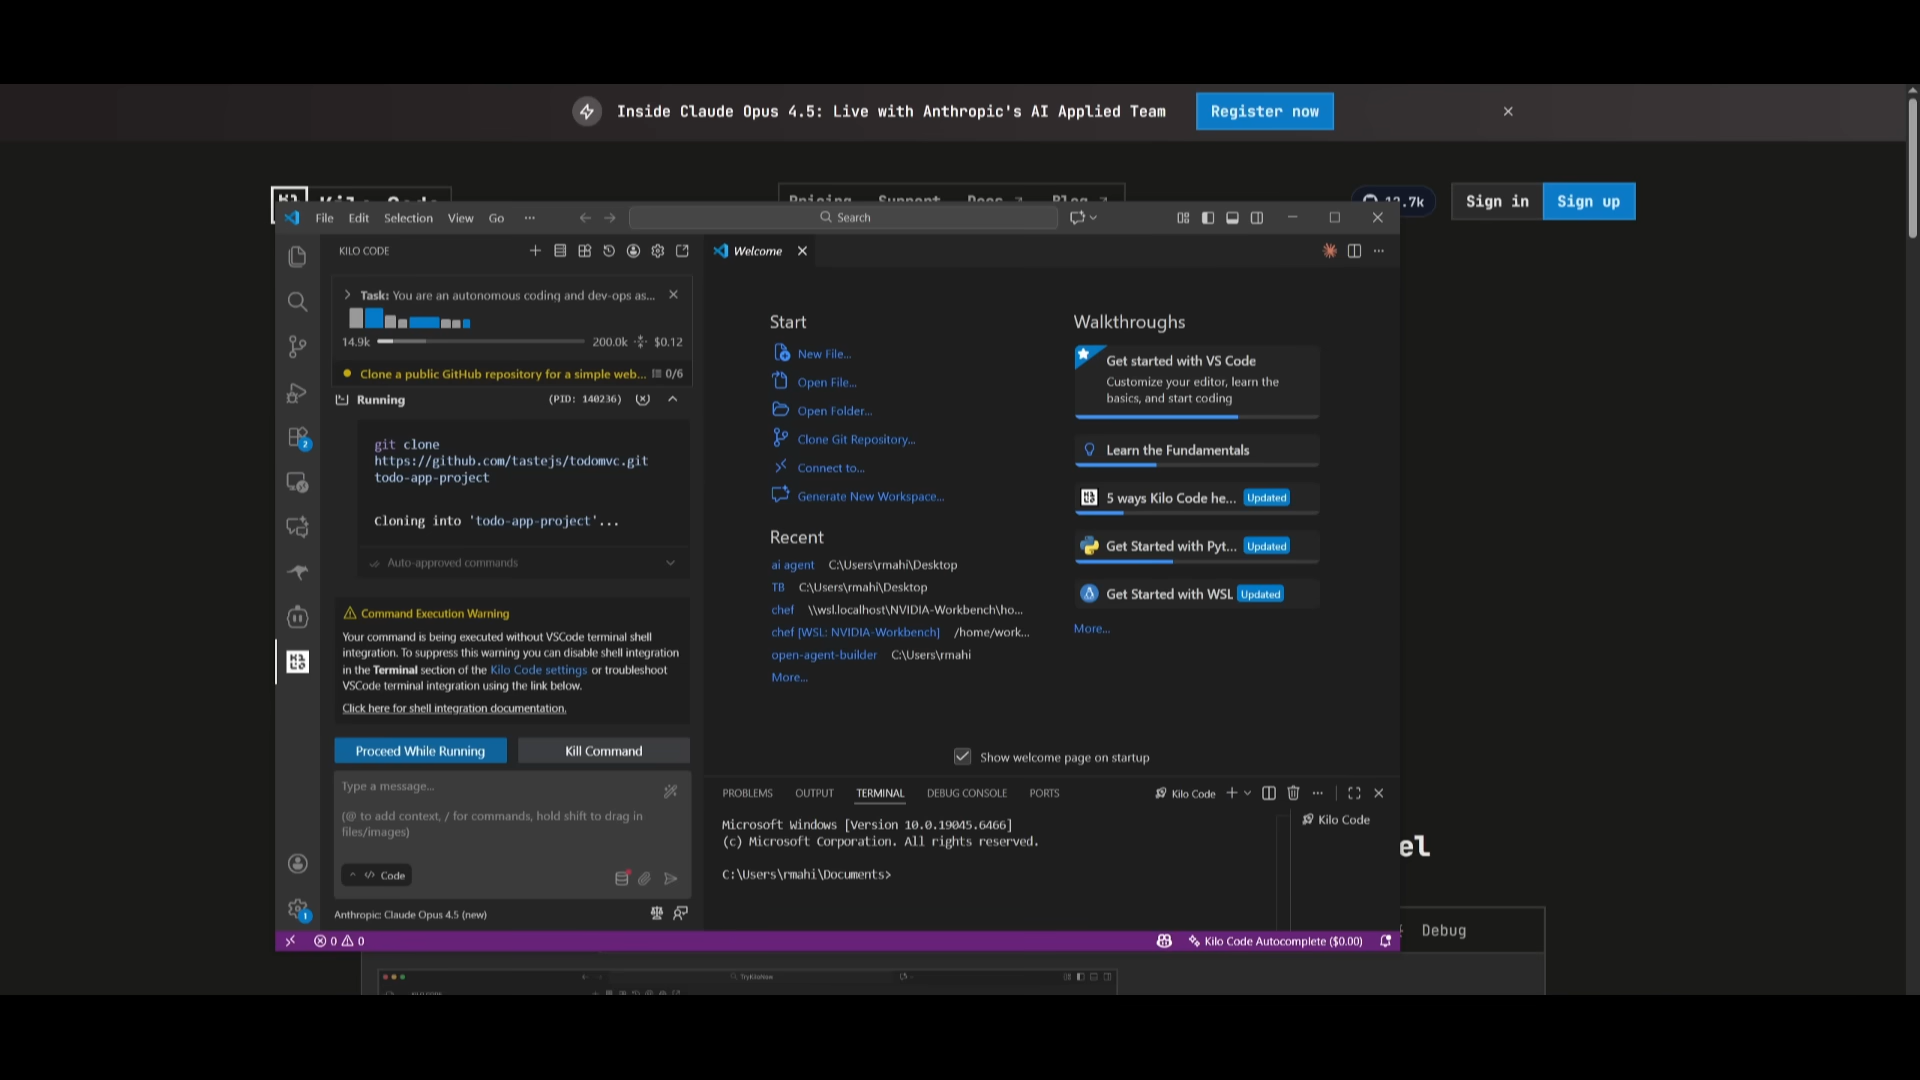 Inside Claude Opus 4.5: Live with Anthropic's AI Applied Team
Register now
Kilo Code
Pricing Support Docs Blog
12.7k
Sign in
Sign up
File Edit Selection View Go
Search
KILO CODE
Task: You are an autonomous coding and dev-ops as...
14.9k
200.0k
$0.12
Clone a public GitHub repository for a simple web...
0/6
Running
(PID: 140236)
git clone
https://github.com/tastejs/todomvc.git
todo-app-project
Cloning into 'todo-app-project'...
Auto-approved commands
Command Execution Warning
Your command is being executed without VSCode terminal shell
integration. To suppress this warning you can disable shell integration
in the Terminal section of the Kilo Code settings or troubleshoot
VSCode terminal integration using the link below.
Click here for shell integration documentation.
Proceed While Running
Kill Command
Type a message...
(@ to add context, / for commands, hold shift to drag in
files/images)
Code
Anthropic: Claude Opus 4.5 (new)
2
1
Welcome
Start
New File...
Open File...
Open Folder...
Clone Git Repository...
Connect to...
Generate New Workspace...
Recent
ai agent C:\Users\rmahi\Desktop
TB C:\Users\rmahi\Desktop
chef \\wsl.localhost\NVIDIA-Workbench\ho...
chef [WSL: NVIDIA-Workbench] /home/work...
open-agent-builder C:\Users\rmahi
More...
Walkthroughs
Get started with VS Code
Customize your editor, learn the
basics, and start coding
Learn the Fundamentals
5 ways Kilo Code he... Updated
Get Started with Pyt... Updated
Get Started with WSL Updated
More...
Show welcome page on startup
PROBLEMS OUTPUT TERMINAL DEBUG CONSOLE PORTS
Kilo Code
Microsoft Windows [Version 10.0.19045.6466]
(c) Microsoft Corporation. All rights reserved.
C:\Users\rmahi\Documents>
Kilo Code
0 0
Kilo Code Autocomplete ($0.00)
el
Debug
TryKiloNow